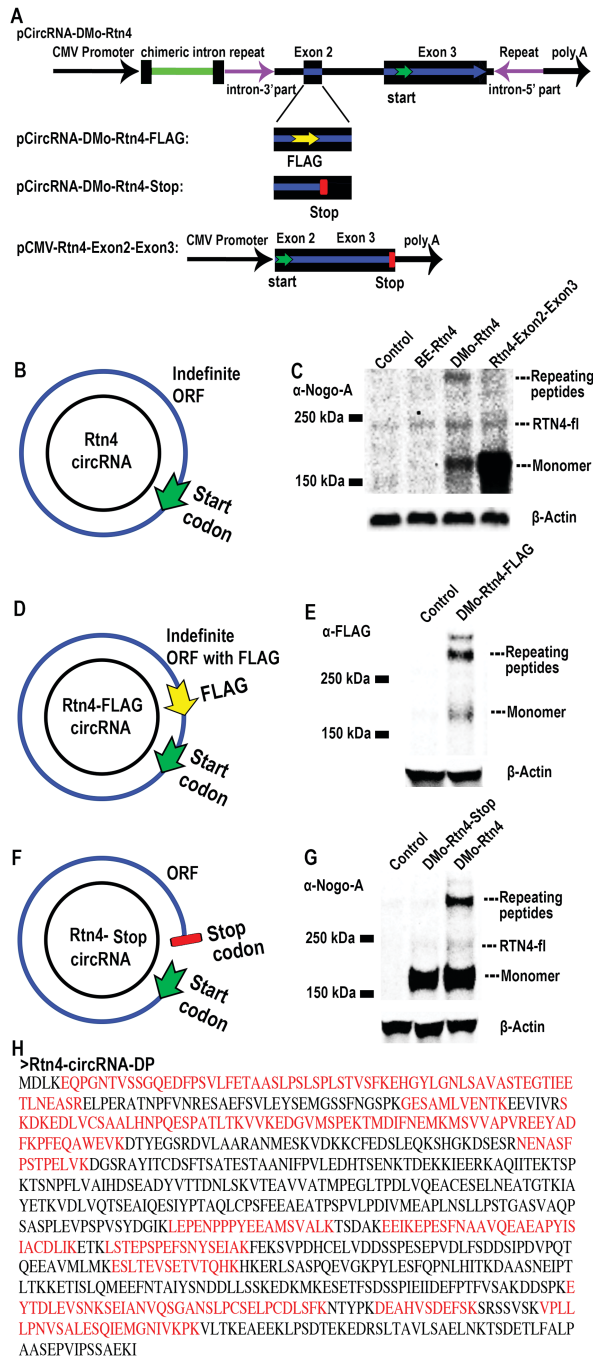 A
pCircRNA-DMo-Rtn4
CMV Promoter chimeric intron repeat Exon 2 Exon 3 Repeat poly A
intron-3'part start intron-5' part
pCircRNA-DMo-Rtn4-FLAG:
FLAG
pCircRNA-DMo-Rtn4-Stop:
Stop
pCMV-Rtn4-Exon2-Exon3: CMV Promoter Exon 2 Exon 3 poly A
start Stop
B
Indefinite
ORF
Rtn4
circRNA
Start
codon
C
Control
BE-Rtn4
DMo-Rtn4
Rtn4-Exon2-Exon3
α-Nogo-A
Repeating
peptides
250 kDa
RTN4-fl
Monomer
150 kDa
β-Actin
D
Indefinite
ORF with FLAG
FLAG
Rtn4-FLAG
circRNA
Start
codon
E
Control
DMo-Rtn4-FLAG
α-FLAG
Repeating
peptides
250 kDa
Monomer
150 kDa
β-Actin
F
ORF
Rtn4- Stop
circRNA
Stop
codon
Start
codon
G
Control
DMo-Rtn4-Stop
DMo-Rtn4
α-Nogo-A
Repeating
peptides
250 kDa
RTN4-fl
Monomer
150 kDa
β-Actin
H
>Rtn4-circRNA-DP
MDLKEQPGNTVSSGQEDFPSVLFETAASLPSLSPLSTVSFKEHGYLGNLSAVASTEGTIEE
TLNEASRELPERATNPFVNRESAEFSVLEYSEMGSSFNGSPKGESAMLVENTKEEVIVRS
KDKEDLVCSAALHNPQESPATLTKVVKEDGVMSPEKTMDIFNEMKMSVVAPVREEYAD
FKPFEQAWEVKDTYEGSRDVLAARANMESKVDKKCFEDSLEQKSHGKDSESRNENASF
PSTPELVKDGSRAYITCDSFTSATESTAANIFPVLEDHTSENKTDEKKIEERKAQIITEKTSP
KTSNPFLVAIHDSEADYVTTDNLSKVTEAVVATMPEGLTPDLVQEACESELNEATGTKIA
YETKVDLVQTSEAIQESIYPTAQLCPSFEEAEATPSPVLPDIVMEAPLNSLLPSTGASVAQP
SASPLEVPSPVSYDGIKLEPENPPPYEEAMSVALKTSDAKEEIKEPESFNAAVQEAEAPYIS
IACDLIKETKLSTEPSPEFSNYSEIAKFEKSVPDHCELVDDSSPESEPVDLFSDDSIPDVPQT
QEEAVMLMKESLTEVSETVTQHKHKERLSASPQEVGKPYLESFQPNLHITKDAASNEIPT
LTKKETISLQMEEFNTAIYSNDDLLSSKEDKMKESETFSDSSPIEIIDEFPTFVSAKDDSPKE
YTDLEVSNKSEIANVQSGANSLPCSELPCDLSFKNTYPKDEAHVSDEFSKSRSSVSKVPLL
LPNVSALESQIEMGNIVKPKVLTKEAEEKLPSDTEKEDRSLTAVLSAELNKTSDETLFALP
AASEPVIPSSAEKI